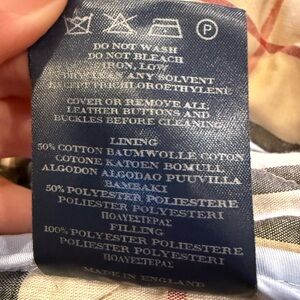 P
DO NOT WASH
DO NOT BLEACH
IRON, LOW
DRY CLEAN ANY SOLVENT
EXCEPT TRICHLOROETHYLENE
COVER OR REMOVE ALL
LEATHER BUTTONS AND
BUCKLES BEFORE CLEANING
LINING
50% COTTON BAUMWOLLE COTON
COTONE KATOEN BOMULL
ALGODON ALGODAO PUUVILLA
BAMBAKI
50% POLYESTER POLIESTERE
POLIESTER POLYESTERI
ΠΟΛΥΕΣΤΕΡΑΣ
FILLING
100% POLYESTER POLIESTERE
POLIESTER POLYESTERI
ΠΟΛΥΕΣΤΕΡΑΣ
MADE IN ENGLAND